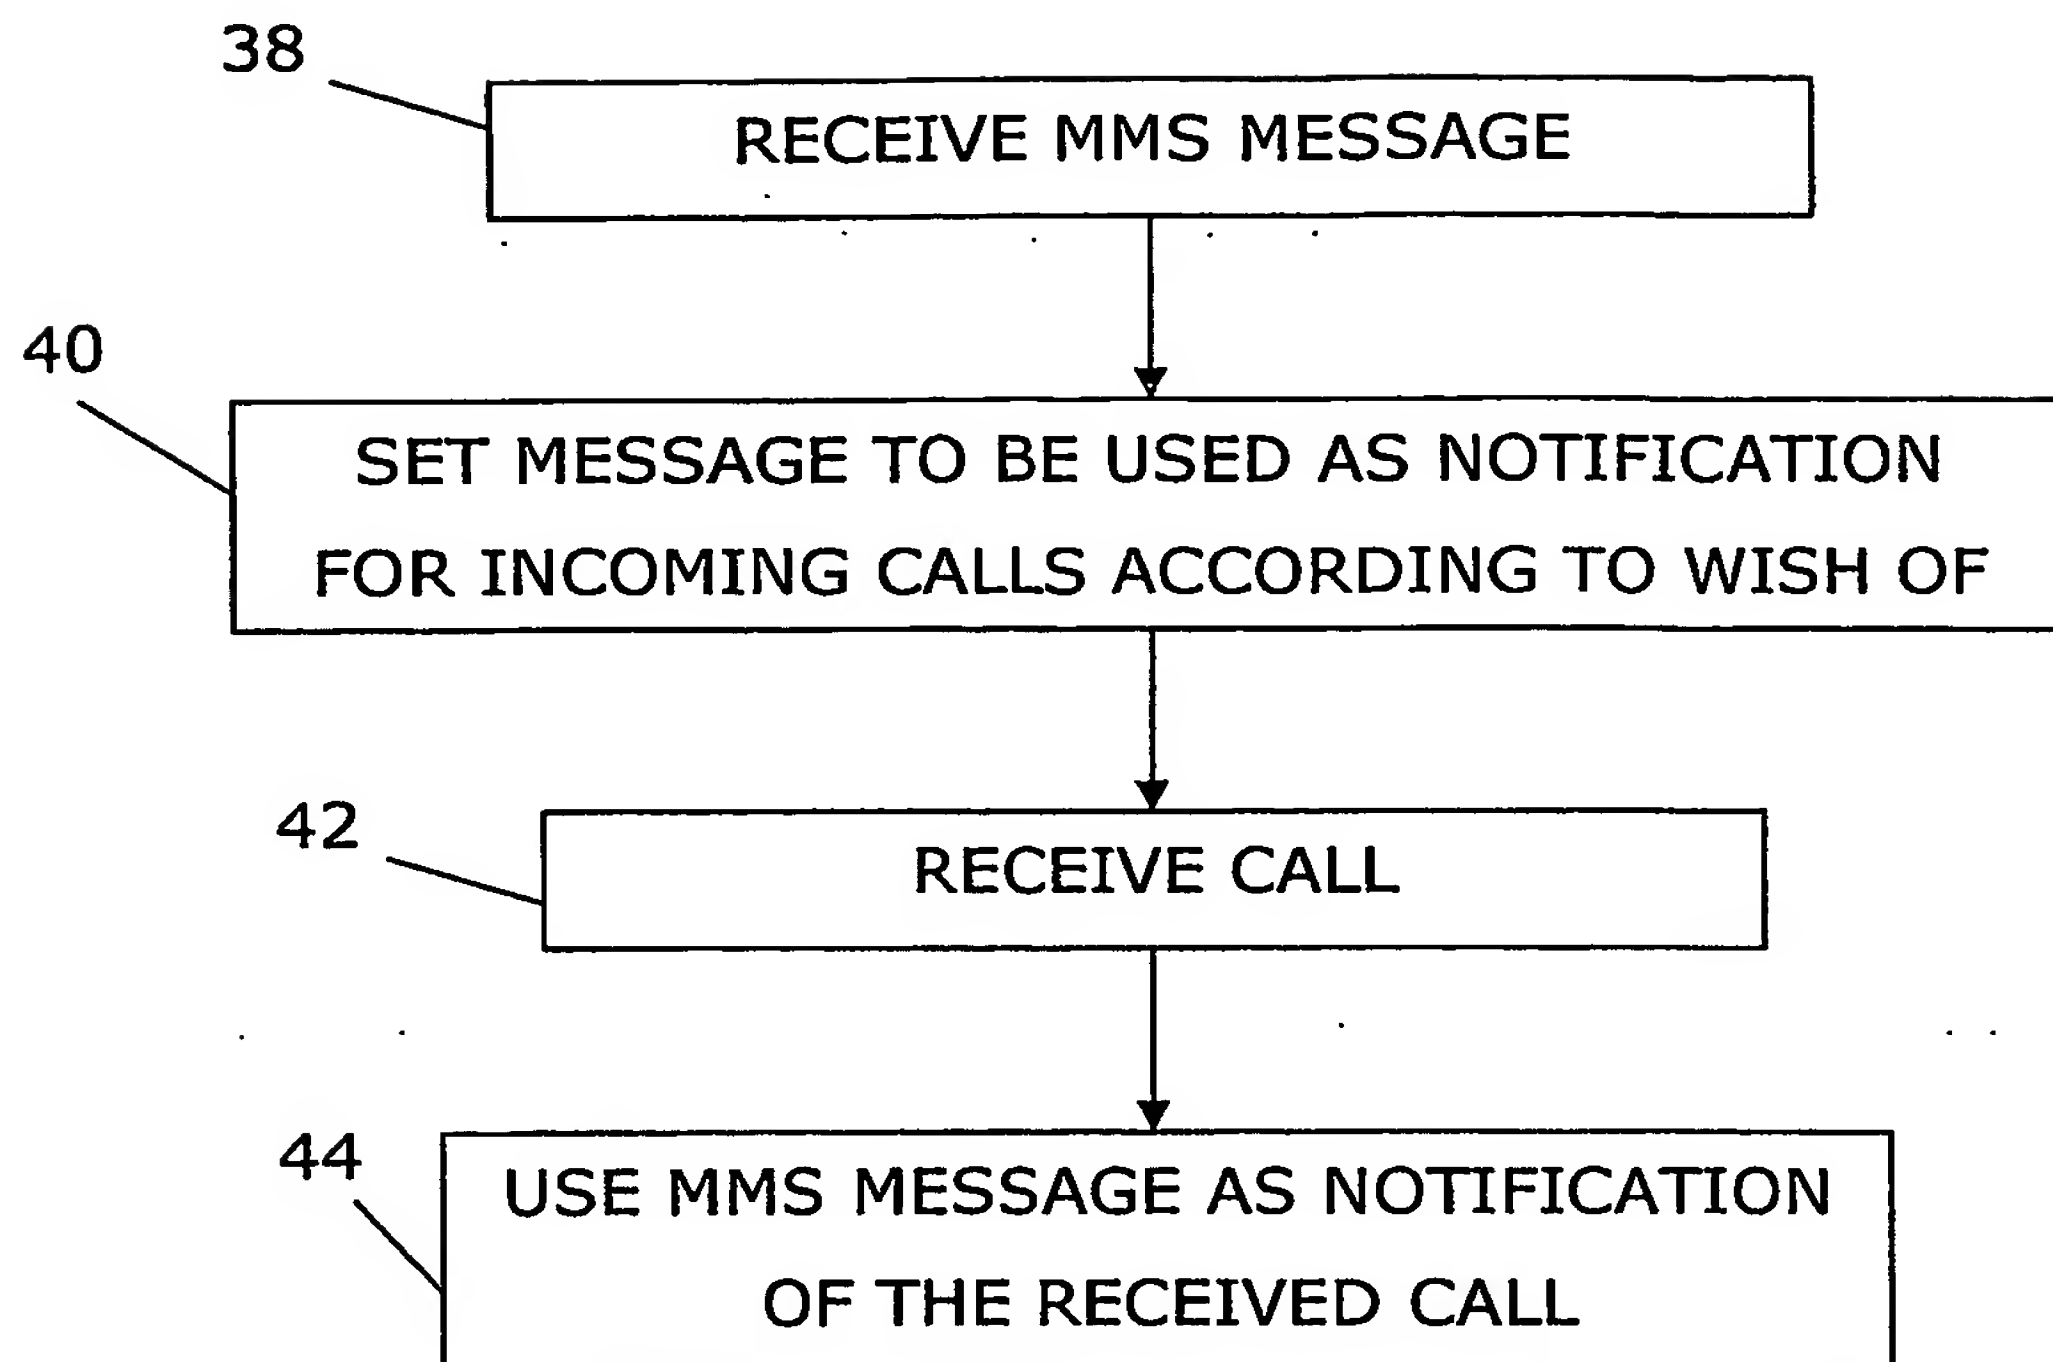 38
RECEIVE MMS MESSAGE
40
SET MESSAGE TO BE USED AS NOTIFICATION
FOR INCOMING CALLS ACCORDING TO WISH OF
42
RECEIVE CALL
44
USE MMS MESSAGE AS NOTIFICATION
OF THE RECEIVED CALL